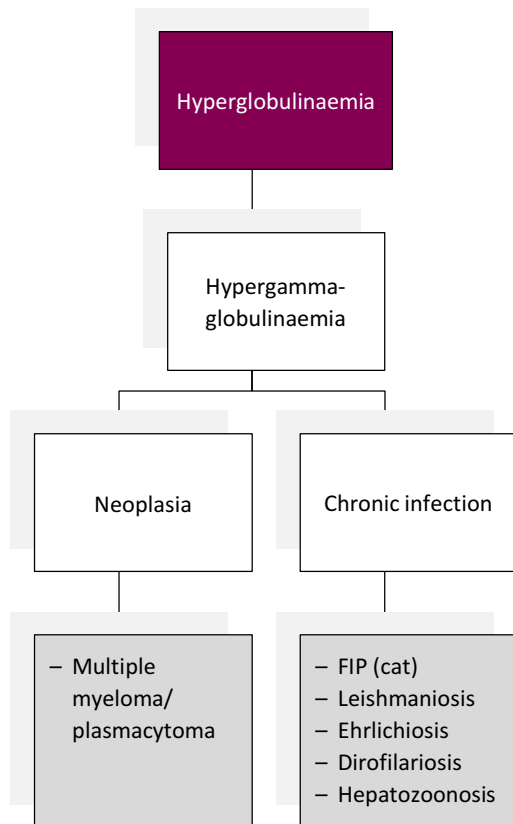 Hyperglobulinaemia
Hypergamma-
globulinaemia
Neoplasia
Chronic infection
– Multiple
myeloma/
plasmacytoma
– FIP (cat)
– Leishmaniosis
– Ehrlichiosis
– Dirofilariosis
– Hepatozoonosis